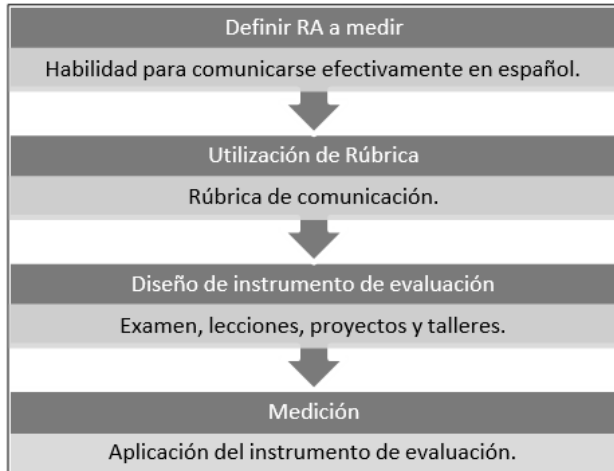 Definir RA a medir
Habilidad para comunicarse efectivamente en español.
Utilización de Rúbrica
Rúbrica de comunicación.
Diseño de instrumento de evaluación
Examen, lecciones, proyectos y talleres.
Medición
Aplicación del instrumento de evaluación.